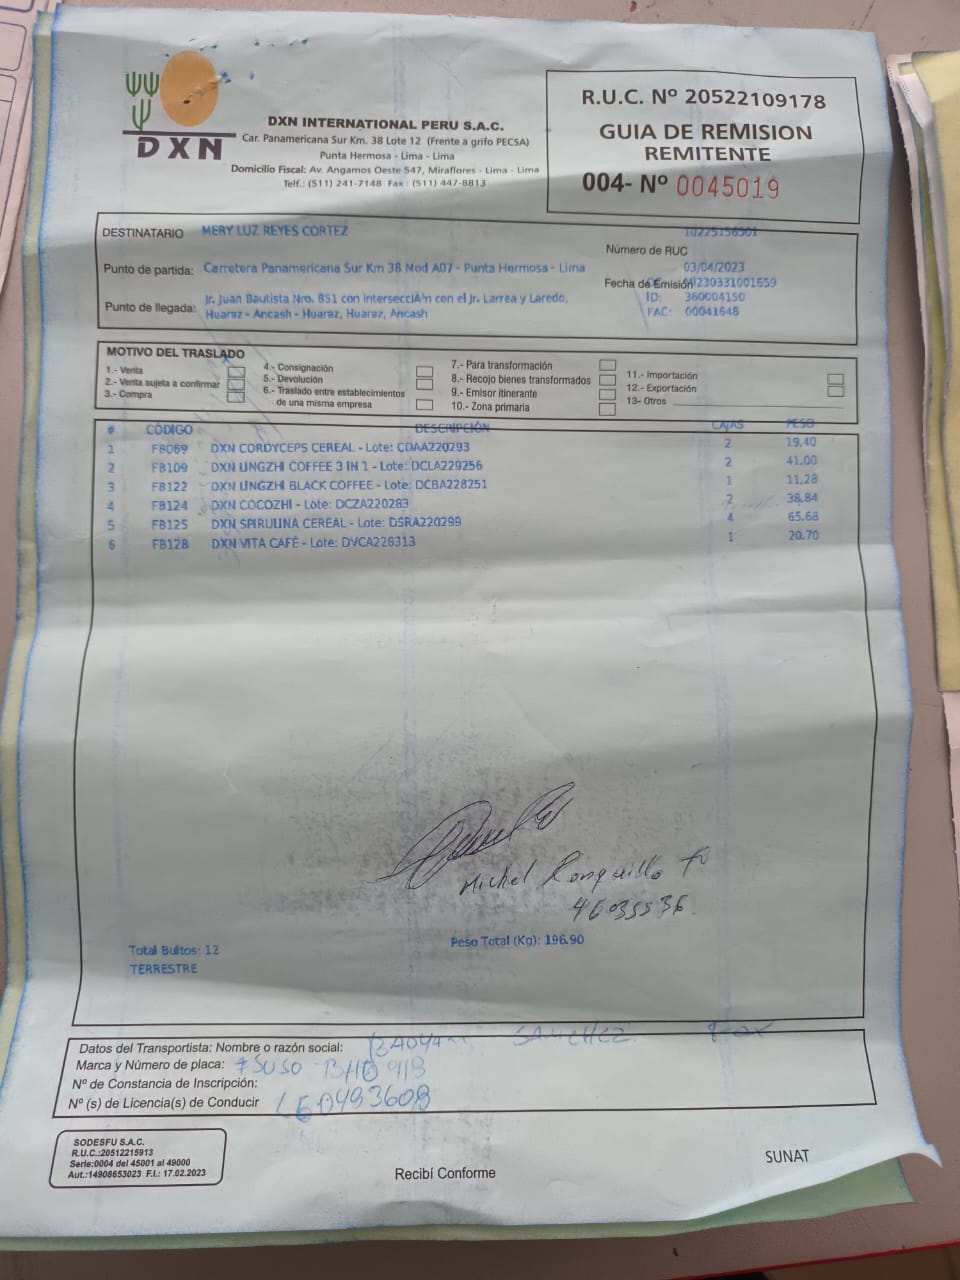 DXN
DXN INTERNATIONAL PERU S.A.C.
Car. Panamericana Sur Km. 38 Lote 12 (Frente a grifo PECSA)
Punta Hermosa - Lima - Lima
Domicilio Fiscal: Av. Angamos Oeste 547, Miraflores - Lima - Lima
Telf.: (511) 241-7148 Fax : (511) 447-8813
R.U.C. Nº 20522109178
GUIA DE REMISION
REMITENTE
004- Nº 0045019
DESTINATARIO MERY LUZ REYES CORTEZ
Número de RUC
Punto de partida: Carretera Panamericana Sur Km 38 Mod A07 - Punta Hermosa - Lima
03/04/2023
Fecha de Emisión
ID: 360004150
FAC: 00041648
Punto de llegada: Jr. Juan Bautista Nro. 851 con intersecciÃ³n con el Jr. Larrea y Laredo,
Huaraz - Ancash - Huaraz, Huaraz, Ancash
MOTIVO DEL TRASLADO
1.- Venta
2.- Venta sujeta a confirmar
3.- Compra
4.- Consignación
5.- Devolución
6.- Traslado entre establecimientos
de una misma empresa
7.- Para transformación
8.- Recojo bienes transformados
9.- Emisor itinerante
10.- Zona primaria
11.- Importación
12.- Exportación
13.- Otros
# CÓDIGO DESCRIPCIÓN CAJAS PESO
1 FB069 DXN CORDYCEPS CEREAL - Lote: CDAA220293 2 19,40
2 FB109 DXN LINGZHI COFFEE 3 IN 1 - Lote: DCLA229256 2 41.00
3 FB122 DXN LINGZHI BLACK COFFEE - Lote: DCBA228251 1 11,28
4 FB124 DXN COCOZHI - Lote: DCZA220283 2 38,84
5 FB125 DXN SPIRULINA CEREAL - Lote: DSRA220299 4 65.68
6 FB128 DXN VITA CAFÉ - Lote: DVCA226313 1 20.70
Michel Ronquillo
46035536
Total Bultos: 12
Peso Total (Kg): 196.90
TERRESTRE
Datos del Transportista: Nombre o razón social: SANCHEZ
Marca y Número de placa:
Nº de Constancia de Inscripción:
Nº (s) de Licencia(s) de Conducir
SODESFU S.A.C.
R.U.C.:20512215913
Serie:0004 del 45001 al 49000
Aut.:14908653023 F.I.: 17.02.2023
Recibí Conforme
SUNAT